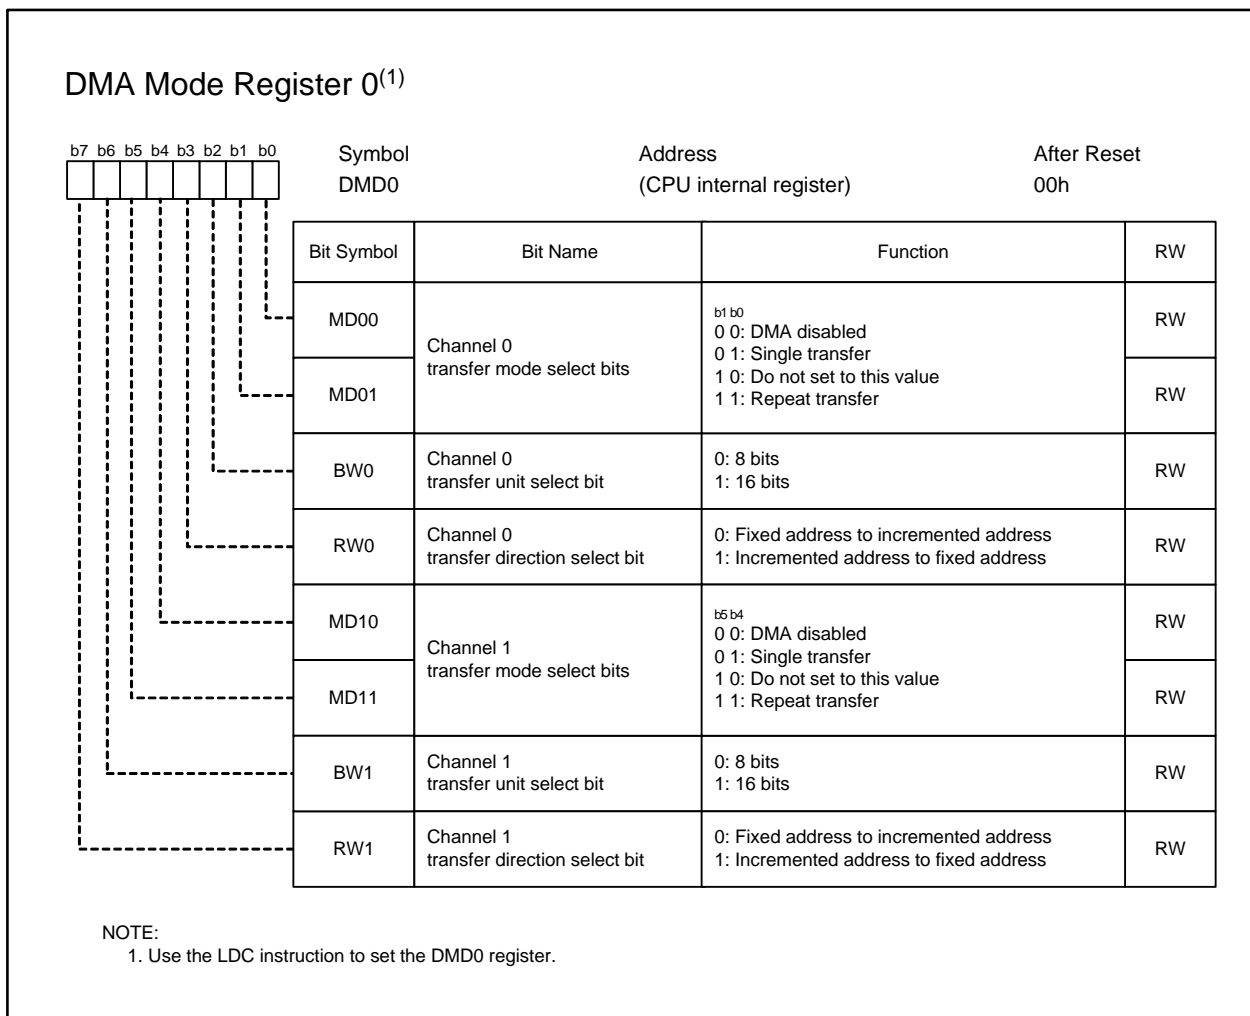 DMA Mode Register 0(1)
b7 b6 b5 b4 b3 b2 b1 b0
Symbol Address After Reset
DMD0 (CPU internal register) 00h
Bit Symbol Bit Name Function RW
MD00
MD01
Channel 0
transfer mode select bits
b1 b0
0 0: DMA disabled
0 1: Single transfer
1 0: Do not set to this value
1 1: Repeat transfer
RW
RW
BW0
Channel 0
transfer unit select bit
0: 8 bits
1: 16 bits
RW
RW0
Channel 0
transfer direction select bit
0: Fixed address to incremented address
1: Incremented address to fixed address
RW
MD10
MD11
Channel 1
transfer mode select bits
b5 b4
0 0: DMA disabled
0 1: Single transfer
1 0: Do not set to this value
1 1: Repeat transfer
RW
RW
BW1
Channel 1
transfer unit select bit
0: 8 bits
1: 16 bits
RW
RW1
Channel 1
transfer direction select bit
0: Fixed address to incremented address
1: Incremented address to fixed address
RW
NOTE:
1. Use the LDC instruction to set the DMD0 register.